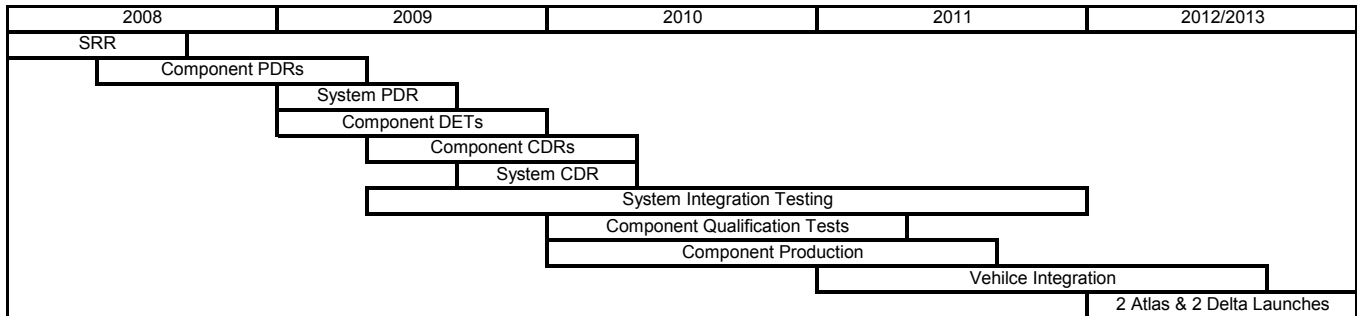 2008 2009 2010 2011 2012/2013
SRR
Component PDRs
System PDR
Component DETs
Component CDRs
System CDR
System Integration Testing
Component Qualification Tests
Component Production
Vehilce Integration
2 Atlas & 2 Delta Launches